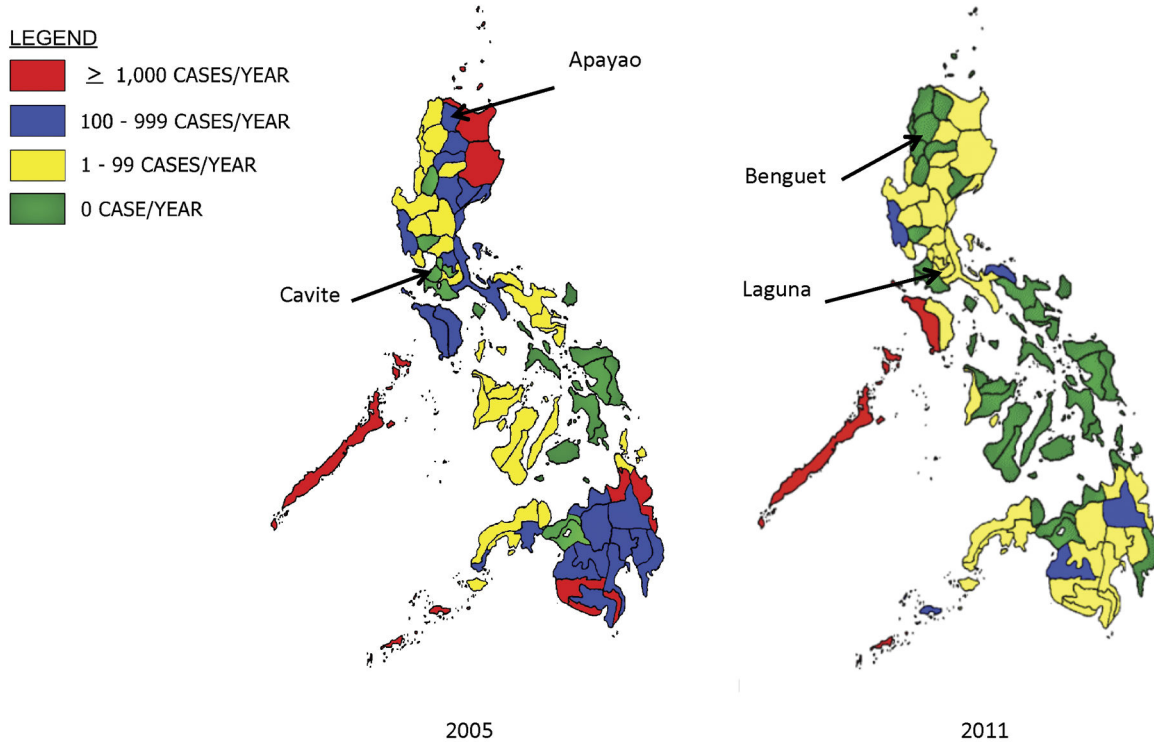 LEGEND
≥ 1,000 CASES/YEAR
100 - 999 CASES/YEAR
1 - 99 CASES/YEAR
0 CASE/YEAR
Apayao
Benguet
Cavite
Laguna
2005
2011